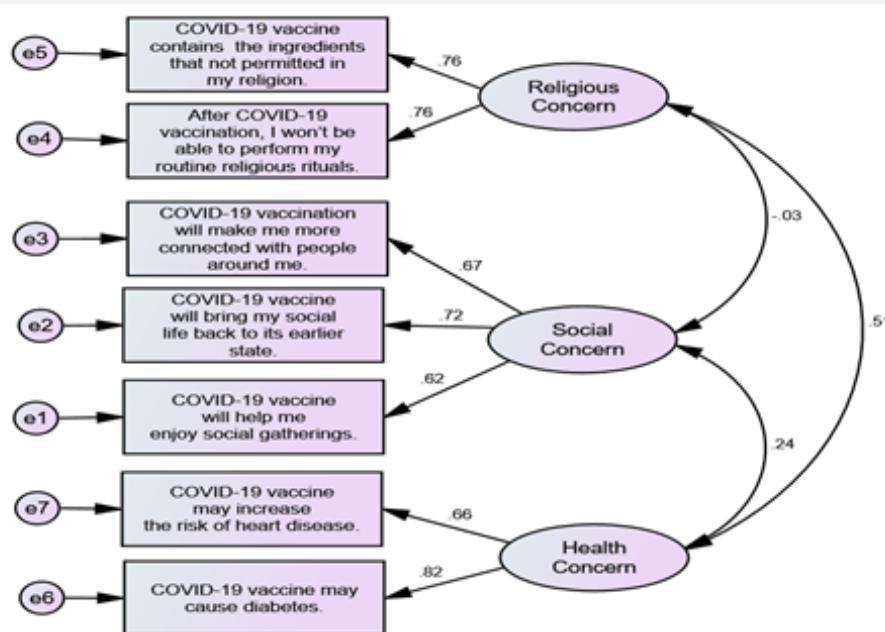 e5
COVID-19 vaccine
contains the ingredients
that not permitted in
my religion.
.76
Religious
Concern
e4
After COVID-19
vaccination, I won't be
able to perform my
routine religious rituals.
.76
-.03
e3
COVID-19 vaccination
will make me more
connected with people
around me.
.67
e2
COVID-19 vaccine
will bring my social
life back to its earlier
state.
.72
Social
Concern
e1
COVID-19 vaccine
will help me
enjoy social gatherings.
.62
.24
e7
COVID-19 vaccine
may increase
the risk of heart disease.
.66
Health
Concern
e6
COVID-19 vaccine may
cause diabetes.
.82